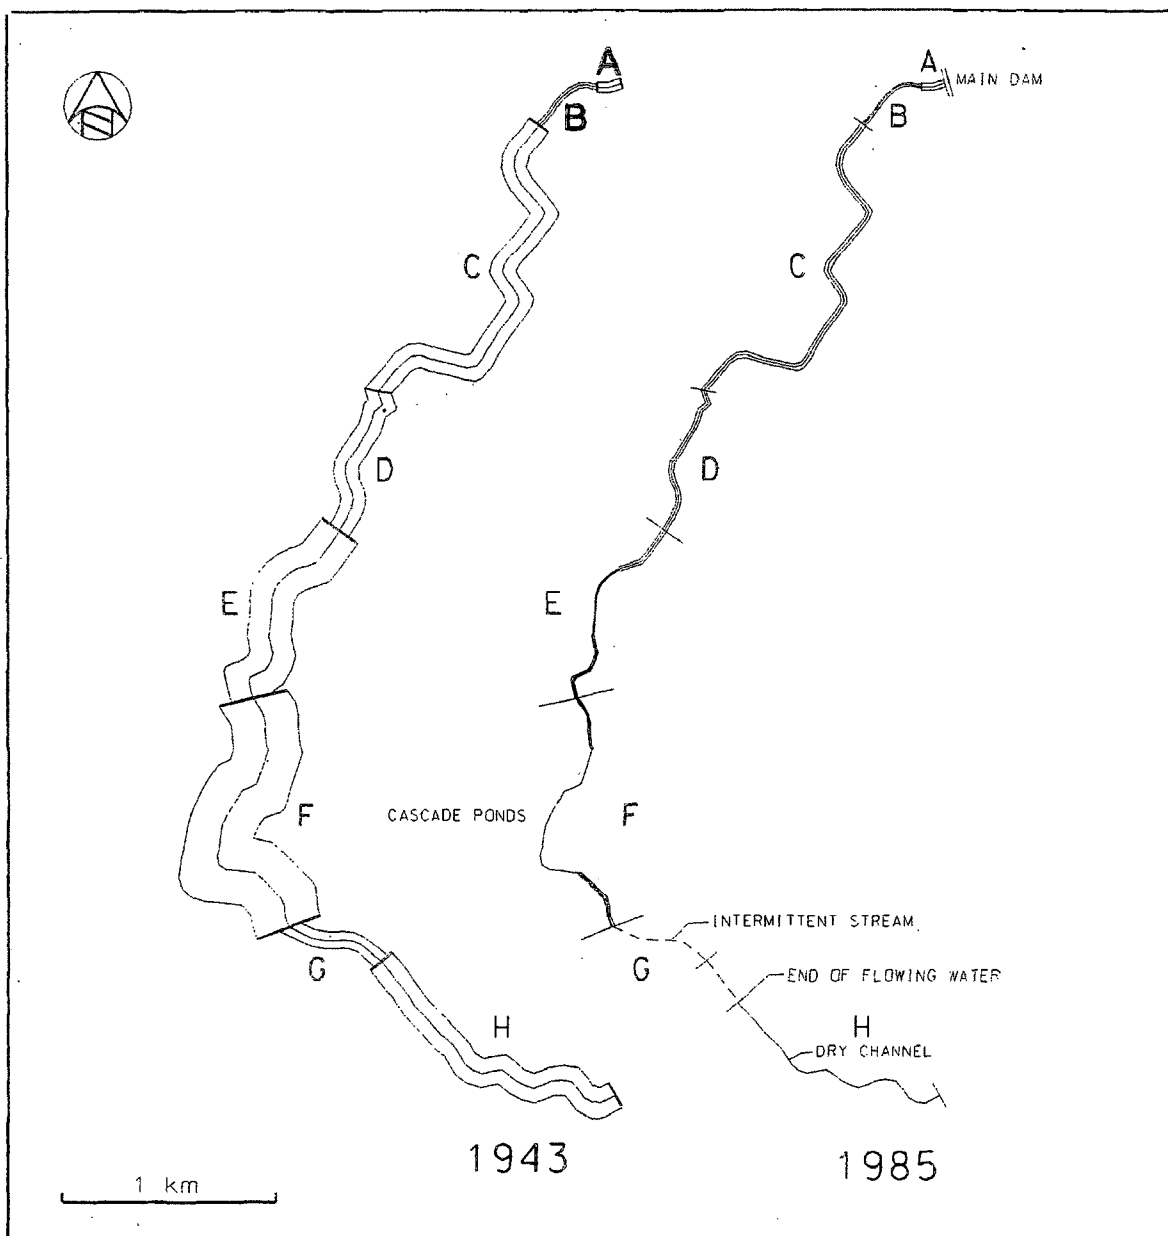 A
A
MAIN DAM
B
B
C
C
D
D
E
E
F
CASCADE PONDS
F
INTERMITTENT STREAM
G
G
END OF FLOWING WATER
H
H
DRY CHANNEL
1943
1985
1 km